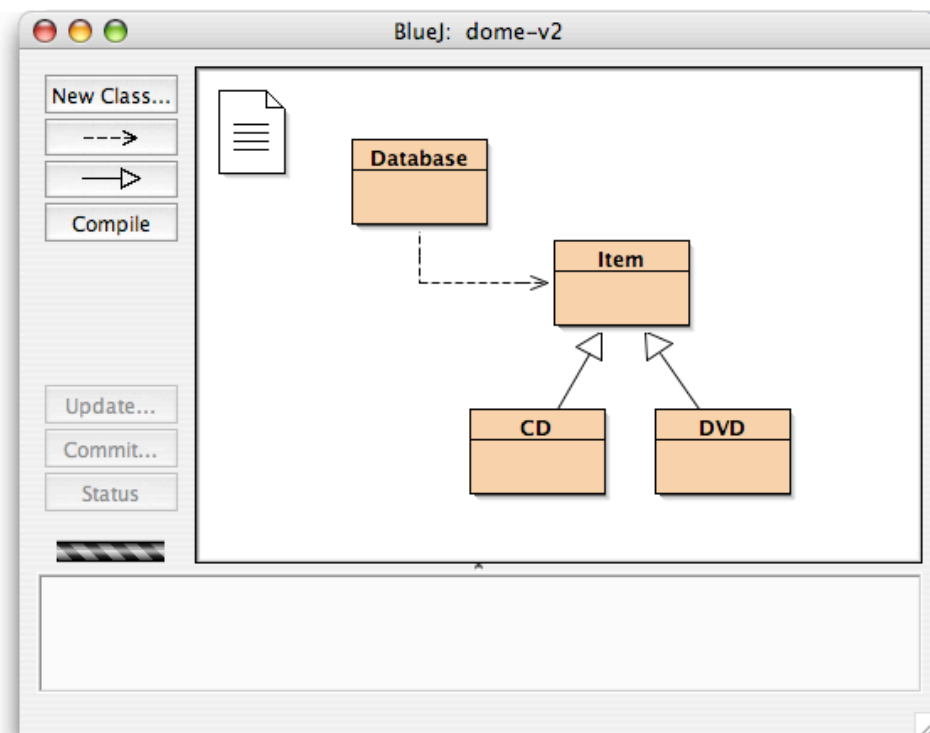 BlueJ: dome-v2
New Class...
Compile
Update...
Commit...
Status
Database
Item
CD
DVD